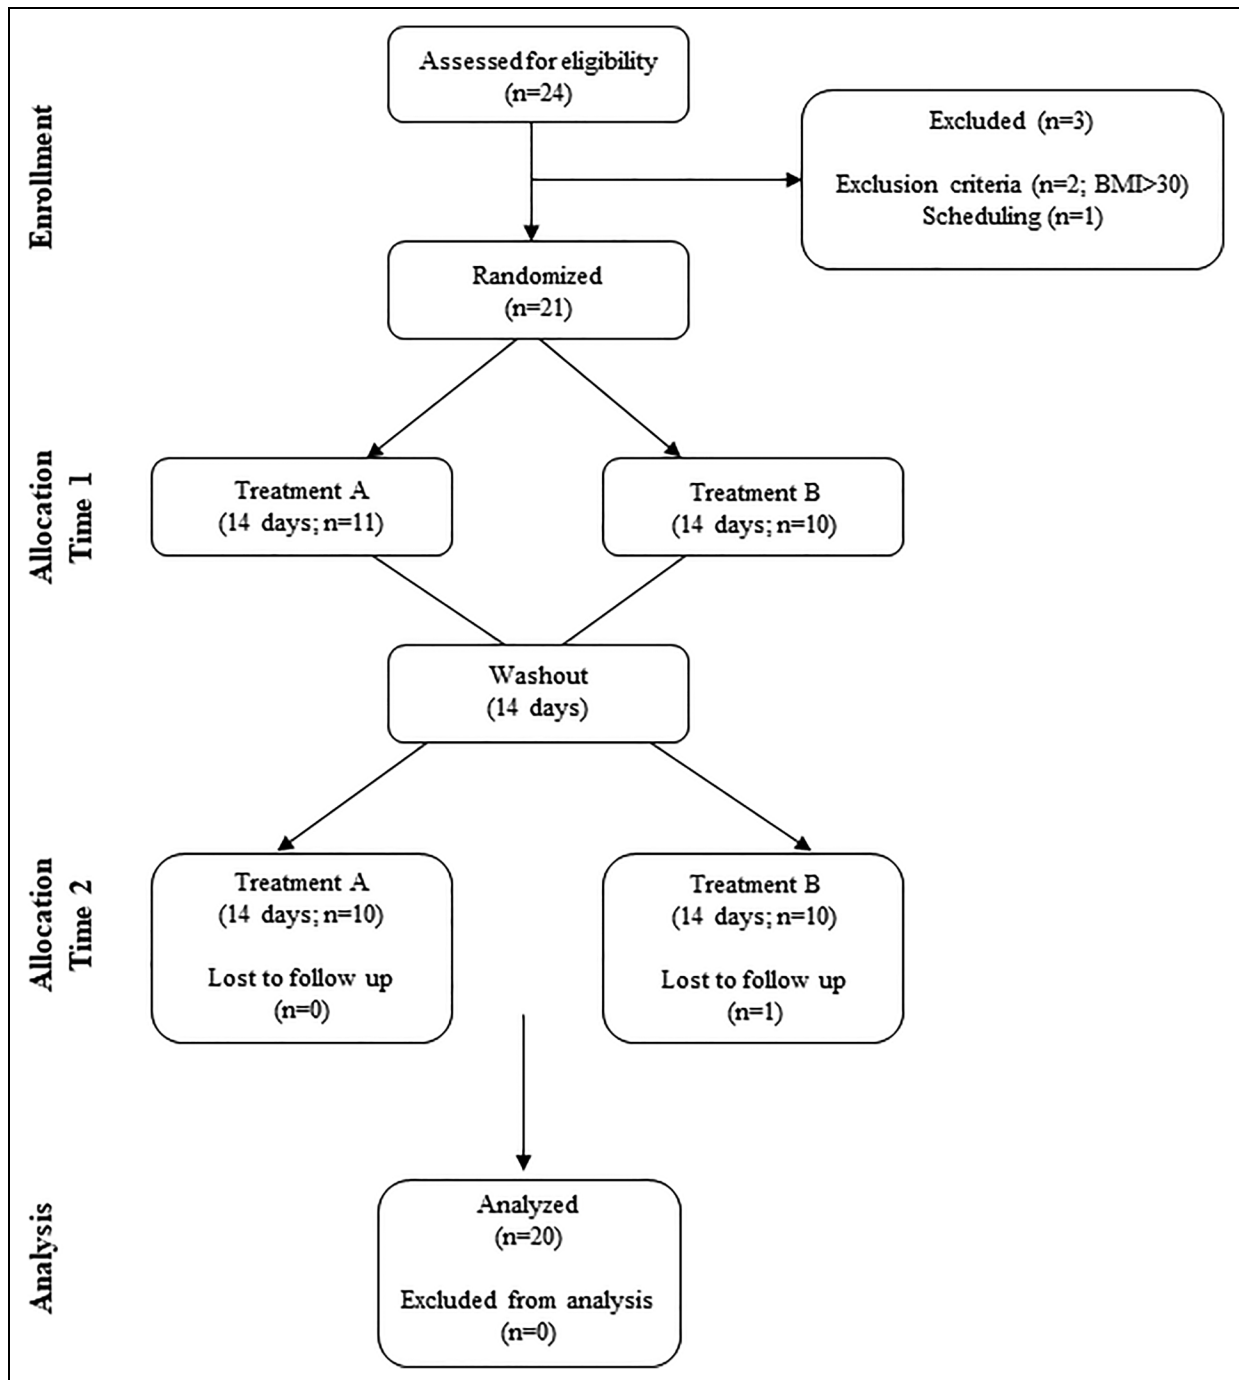 Enrollment
Assessed for eligibility
(n=24)
Excluded (n=3)
Exclusion criteria (n=2; BMI>30)
Scheduling (n=1)
Randomized
(n=21)
Allocation
Time 1
Treatment A
(14 days; n=11)
Treatment B
(14 days; n=10)
Washout
(14 days)
Allocation
Time 2
Treatment A
(14 days; n=10)
Lost to follow up
(n=0)
Treatment B
(14 days; n=10)
Lost to follow up
(n=1)
Analysis
Analyzed
(n=20)
Excluded from analysis
(n=0)